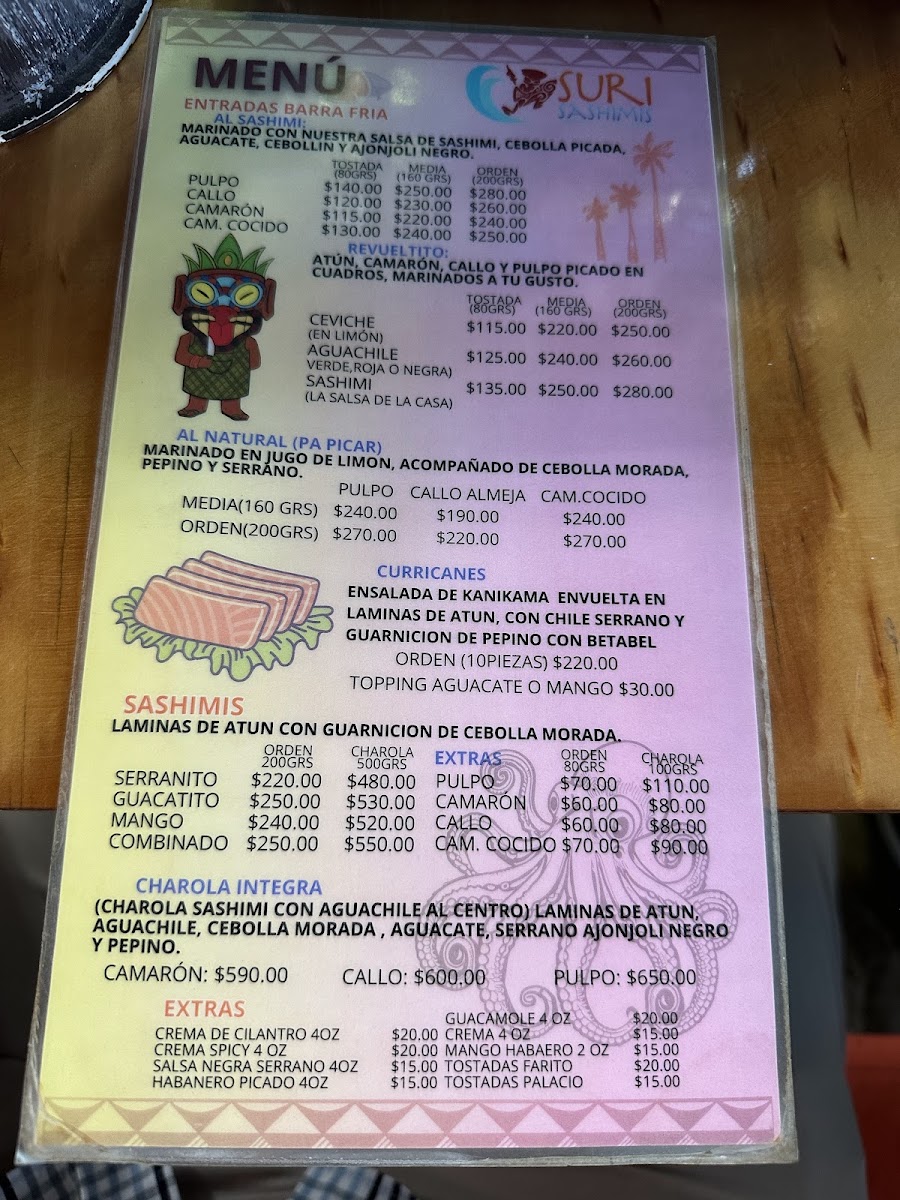 MENÚ
SURI
SASHIMIS
ENTRADAS BARRA FRIA
AL SASHIMI:
MARINADO CON NUESTRA SALSA DE SASHIMI, CEBOLLA PICADA,
AGUACATE, CEBOLLIN Y AJONJOLI NEGRO.
TOSTADA (80GRS) MEDIA (160 GRS) ORDEN (200GRS)
PULPO $140.00 $250.00 $280.00
CALLO $120.00 $230.00 $260.00
CAMARÓN $115.00 $220.00 $240.00
CAM. COCIDO $130.00 $240.00 $250.00
REVUELTITO:
ATÚN, CAMARÓN, CALLO Y PULPO PICADO EN
CUADROS, MARINADOS A TU GUSTO.
TOSTADA (80GRS) MEDIA (160 GRS) ORDEN (200GRS)
CEVICHE $115.00 $220.00 $250.00
(EN LIMÓN)
AGUACHILE $125.00 $240.00 $260.00
VERDE,ROJA O NEGRA)
SASHIMI $135.00 $250.00 $280.00
(LA SALSA DE LA CASA)
AL NATURAL (PA PICAR)
MARINADO EN JUGO DE LIMON, ACOMPAÑADO DE CEBOLLA MORADA,
PEPINO Y SERRANO.
PULPO CALLO ALMEJA CAM.COCIDO
MEDIA(160 GRS) $240.00 $190.00 $240.00
ORDEN(200GRS) $270.00 $220.00 $270.00
CURRICANES
ENSALADA DE KANIKAMA ENVUELTA EN
LAMINAS DE ATUN, CON CHILE SERRANO Y
GUARNICION DE PEPINO CON BETABEL
ORDEN (10PIEZAS) $220.00
TOPPING AGUACATE O MANGO $30.00
SASHIMIS
LAMINAS DE ATUN CON GUARNICION DE CEBOLLA MORADA.
ORDEN 200GRS CHAROLA 500GRS EXTRAS ORDEN 80GRS CHAROLA 100GRS
SERRANITO $220.00 $480.00 PULPO $70.00 $110.00
GUACATITO $250.00 $530.00 CAMARÓN $60.00 $80.00
MANGO $240.00 $520.00 CALLO $60.00 $80.00
COMBINADO $250.00 $550.00 CAM. COCIDO $70.00 $90.00
CHAROLA INTEGRA
(CHAROLA SASHIMI CON AGUACHILE AL CENTRO) LAMINAS DE ATUN,
AGUACHILE, CEBOLLA MORADA , AGUACATE, SERRANO AJONJOLI NEGRO
Y PEPINO.
CAMARÓN: $590.00 CALLO: $600.00 PULPO: $650.00
EXTRAS
GUACAMOLE 4 OZ $20.00
CREMA DE CILANTRO 4OZ $20.00 CREMA 4 OZ $15.00
CREMA SPICY 4 OZ $20.00 MANGO HABAERO 2 OZ $15.00
SALSA NEGRA SERRANO 4OZ $15.00 TOSTADAS FARITO $20.00
HABANERO PICADO 4OZ $15.00 TOSTADAS PALACIO $15.00